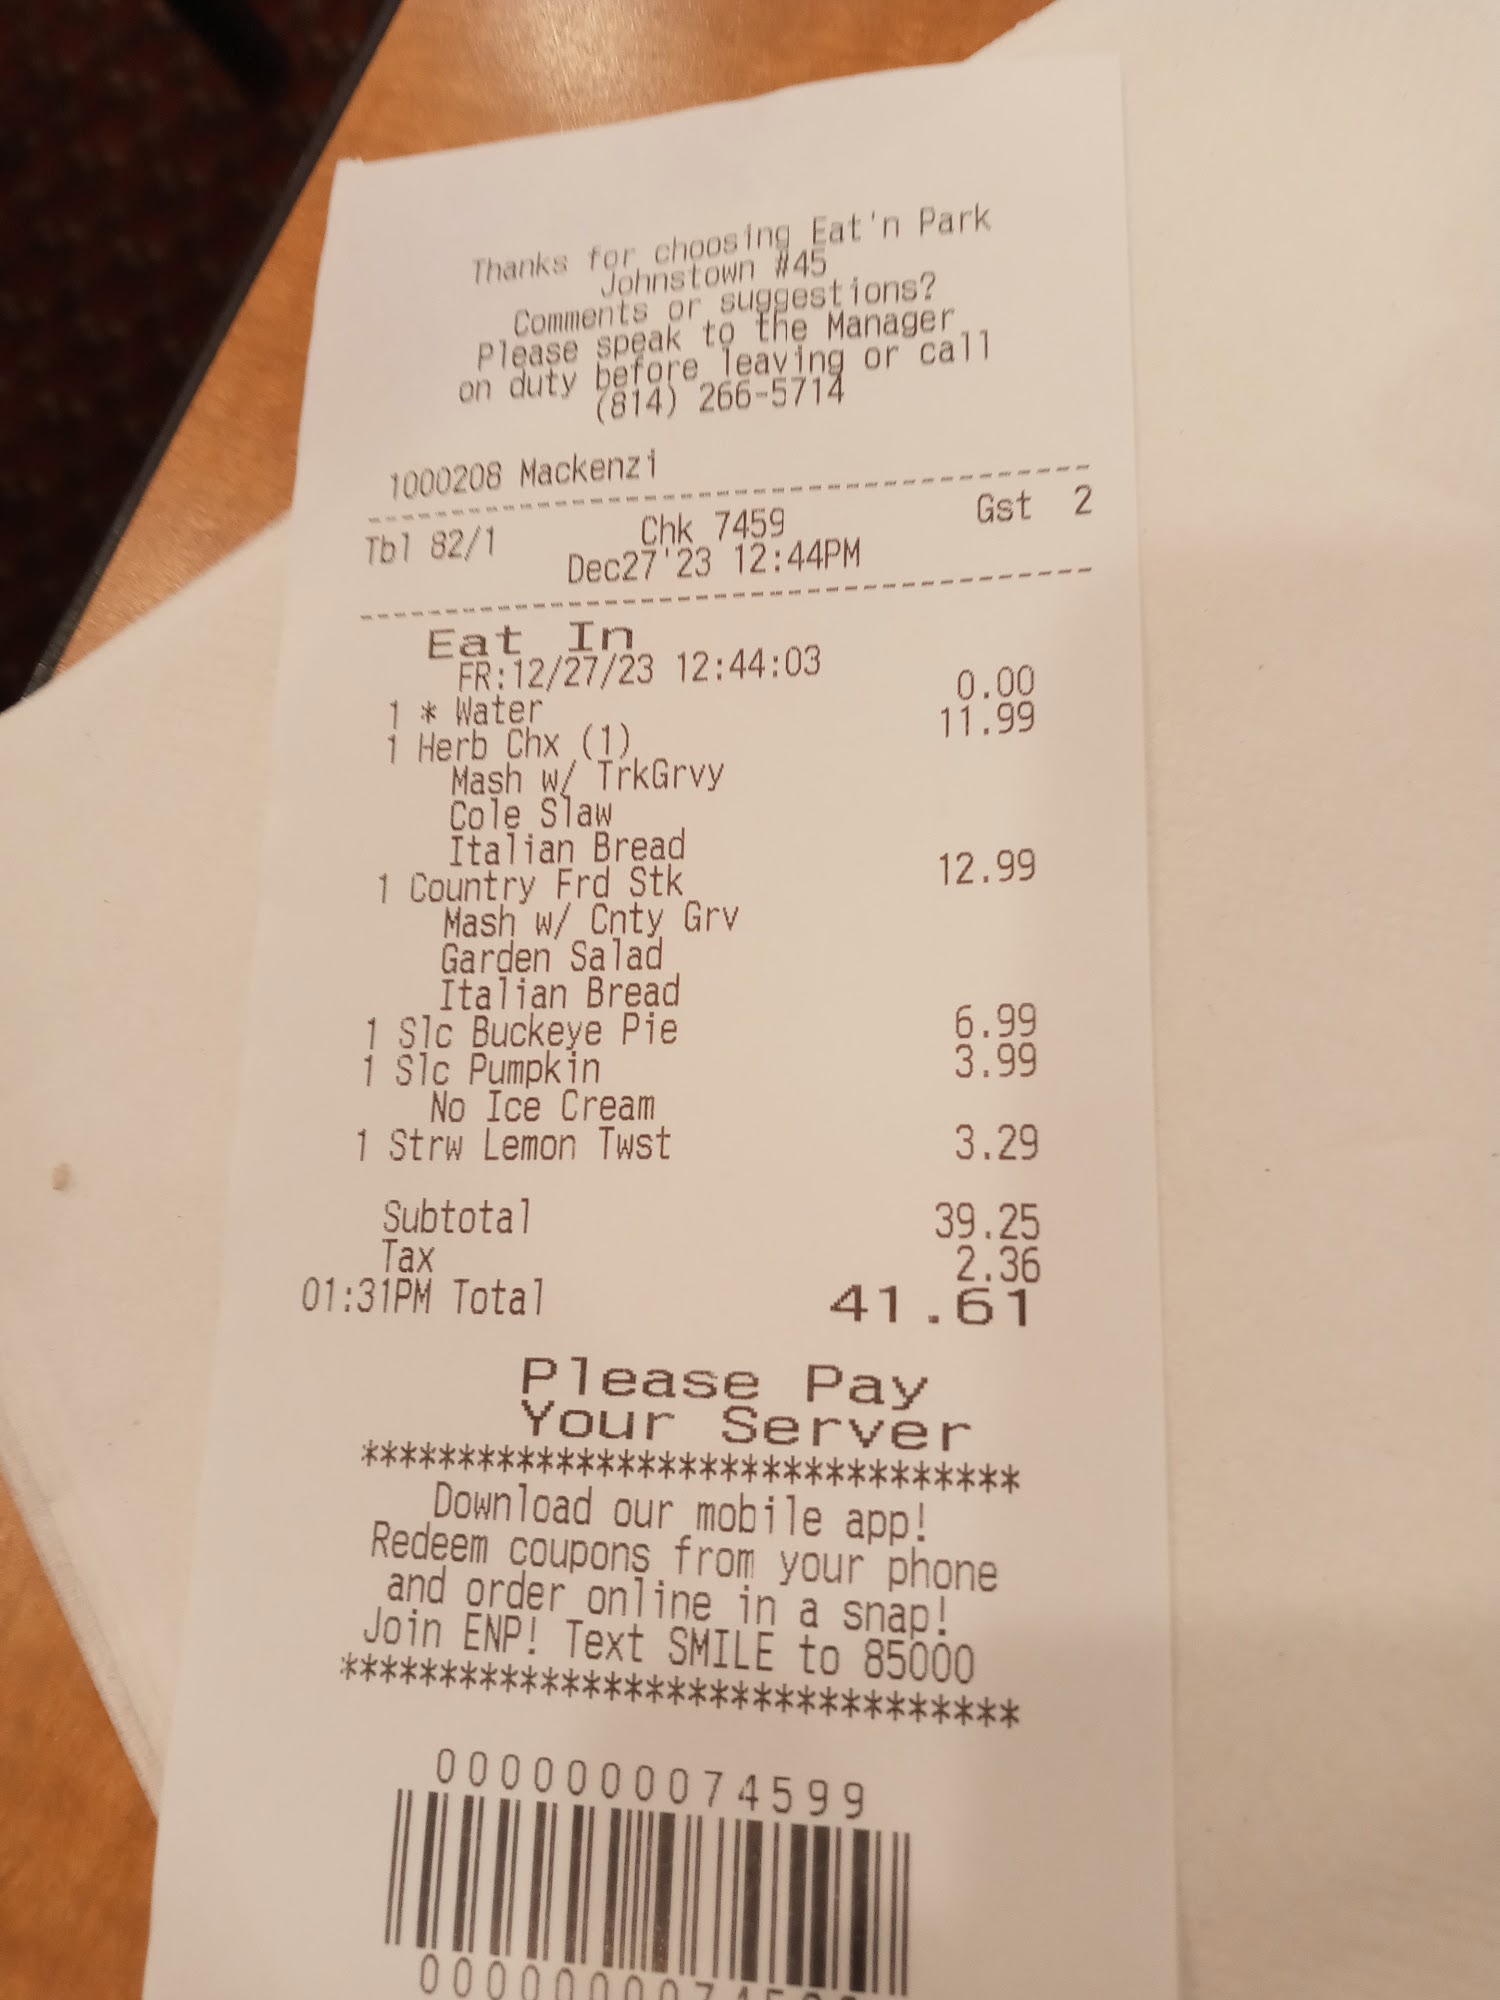 Thanks for choosing Eat'n Park
Johnstown #45
Comments or suggestions?
Please speak to the Manager
on duty before leaving or call
(814) 266-5714
1000208 Mackenzi
Tbl 82/1 Chk 7459 Gst 2
Dec27'23 12:44PM
Eat In
FR:12/27/23 12:44:03
1 * Water 0.00
1 Herb Chx (1) 11.99
Mash w/ TrkGrvy
Cole Slaw
Italian Bread
1 Country Frd Stk 12.99
Mash w/ Cnty Grv
Garden Salad
Italian Bread
1 Slc Buckeye Pie 6.99
1 Slc Pumpkin 3.99
No Ice Cream
1 Strw Lemon Twst 3.29
Subtotal 39.25
Tax 2.36
01:31PM Total 41.61
Please Pay
Your Server
*********************************
Download our mobile app!
Redeem coupons from your phone
and order online in a snap!
Join ENP! Text SMILE to 85000
*********************************
0000000074599